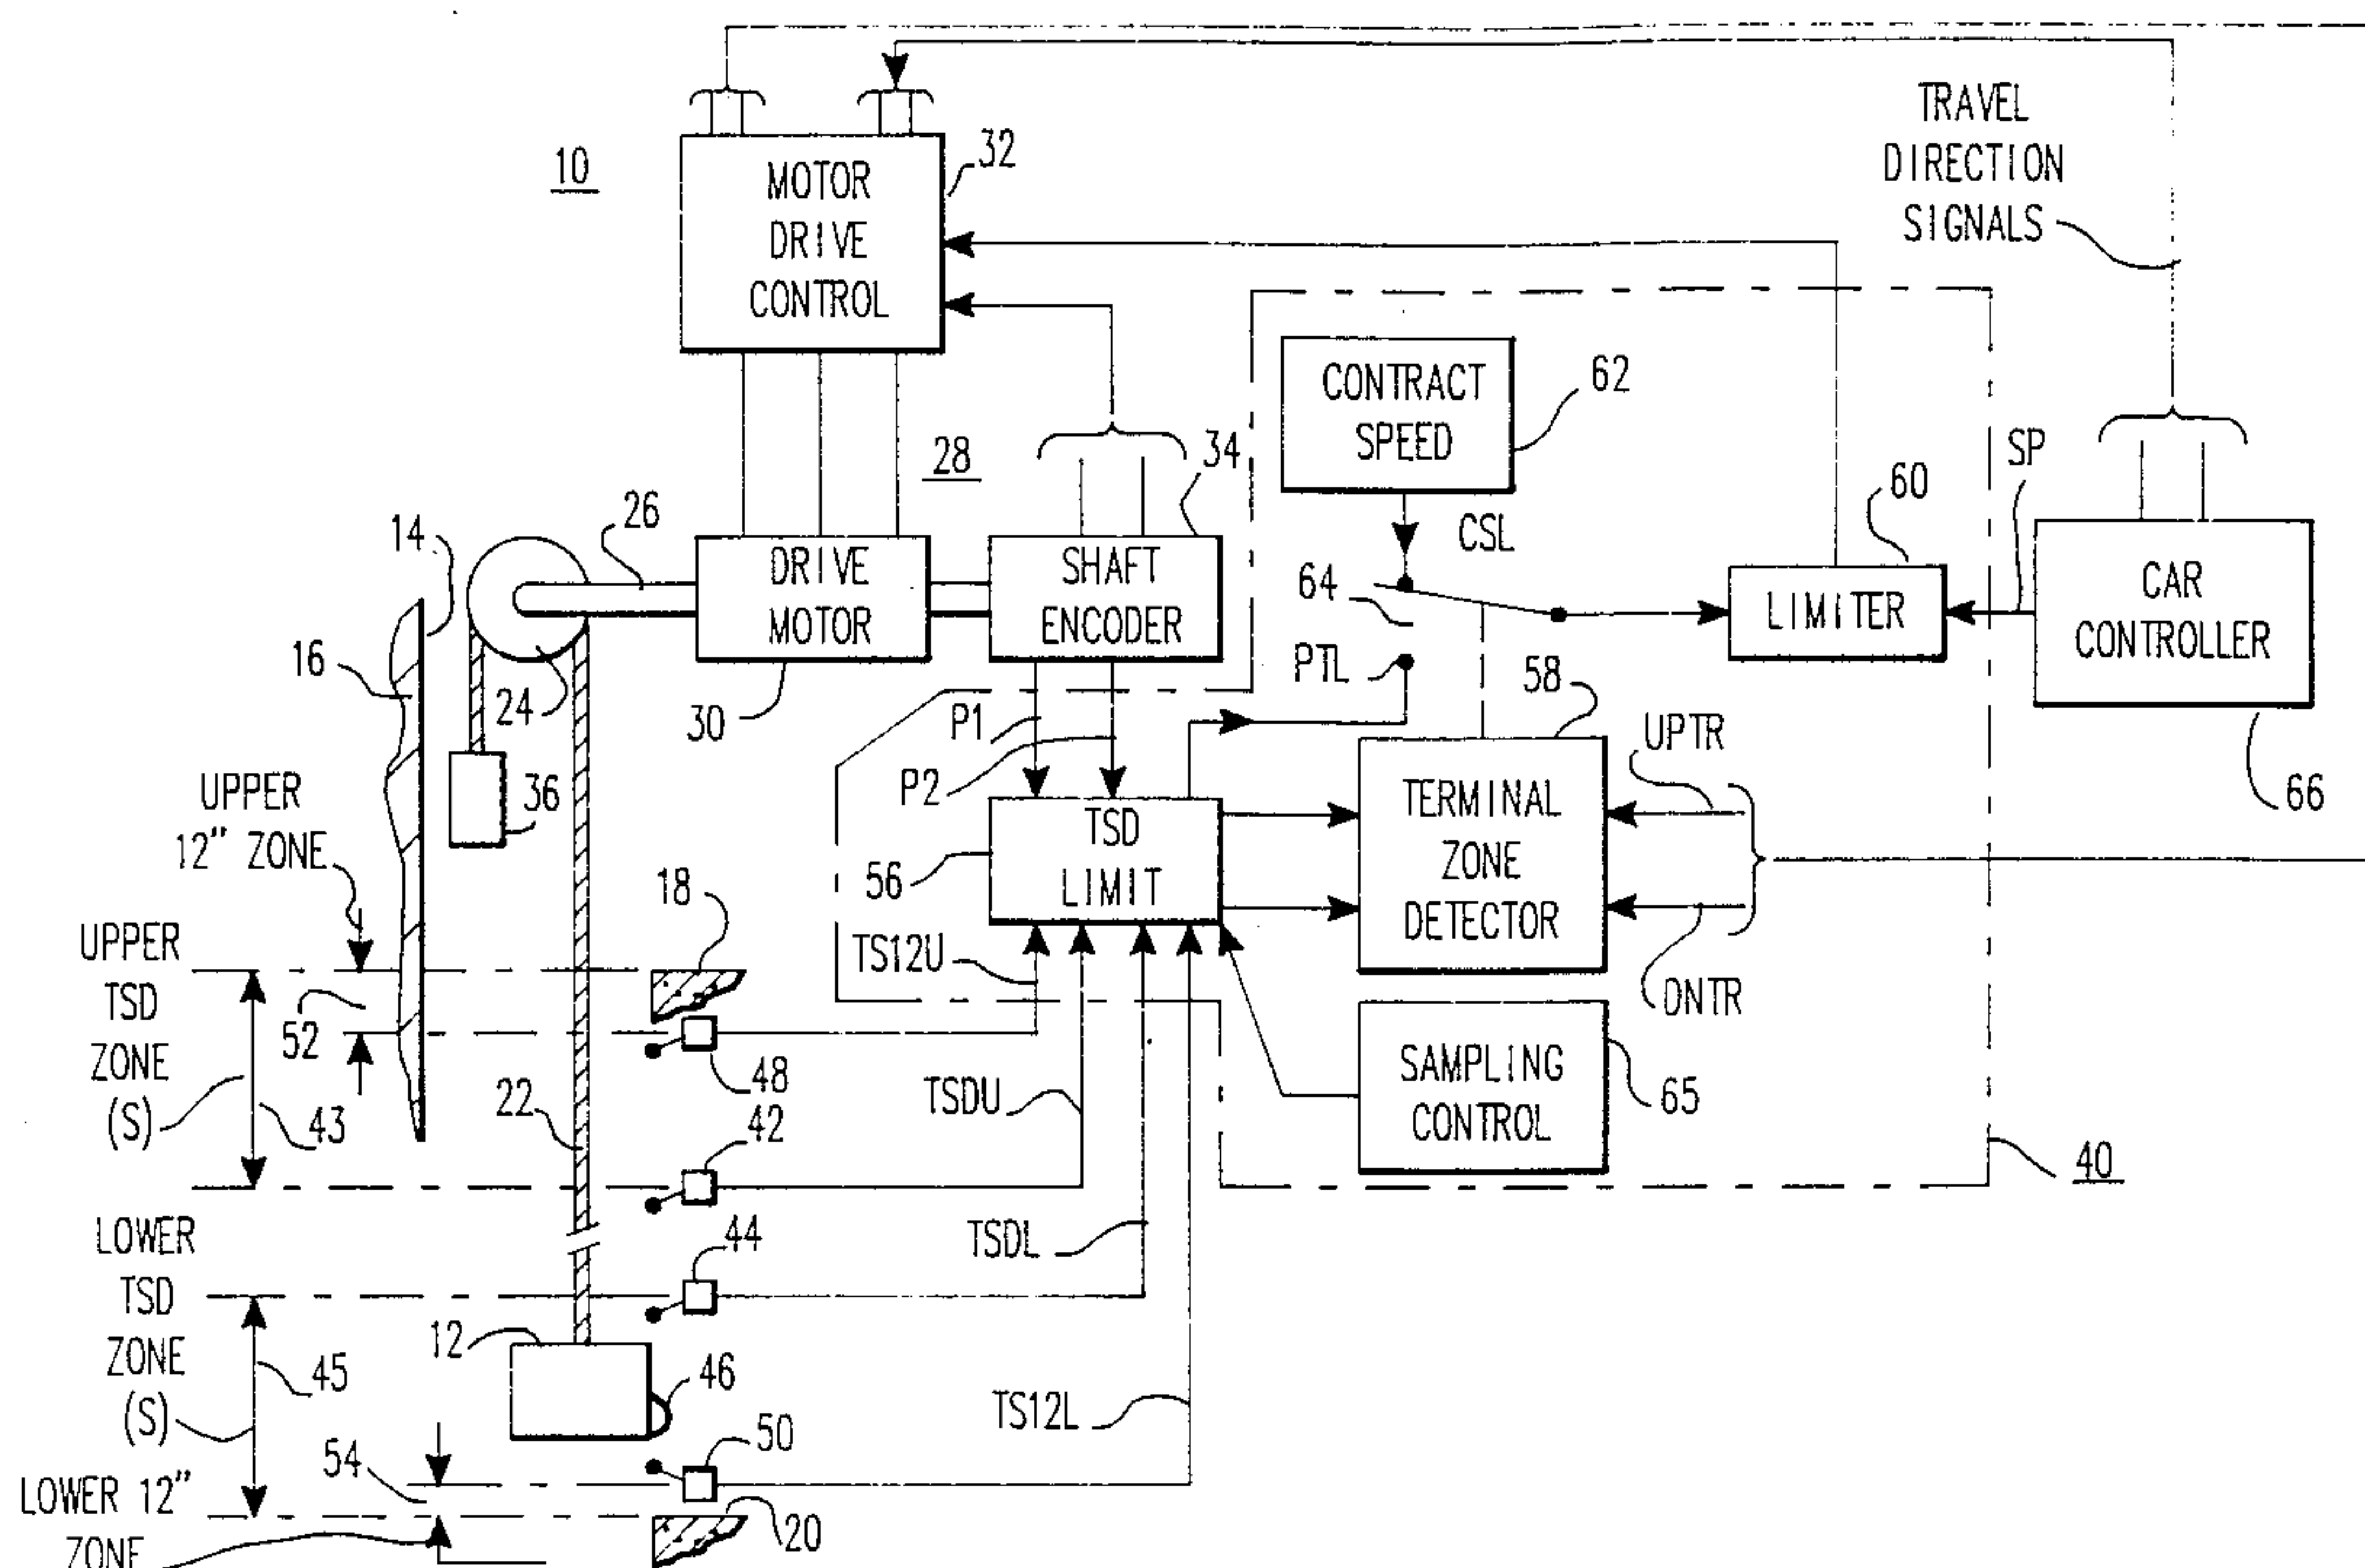 10
MOTOR
DRIVE
CONTROL
32
TRAVEL
DIRECTION
SIGNALS
CONTRACT
SPEED
62
28
34
SP
60
14
26
DRIVE
MOTOR
SHAFT
ENCODER
CSL
64
LIMITER
CAR
CONTROLLER
16
24
30
P1
PTL
58
UPTR
UPPER
12" ZONE
36
P2
TSD
LIMIT
56
TERMINAL
ZONE
DETECTOR
66
18
UPPER
TSD
ZONE
(S)
52
TS12U
DNTR
48
43
22
TSDU
SAMPLING
CONTROL
65
42
40
LOWER
TSD
ZONE
(S)
44
TSDL
12
45
46
TS12L
50
54
LOWER 12"
ZONE
20